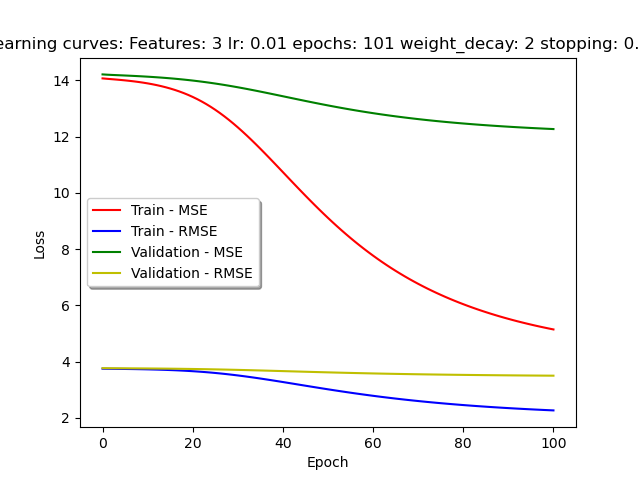 earning curves: Features: 3 lr: 0.01 epochs: 101 weight_decay: 2 stopping: 0.
14
12
10
8
6
4
2
Loss
Train - MSE
Train - RMSE
Validation - MSE
Validation - RMSE
0 20 40 60 80 100
Epoch